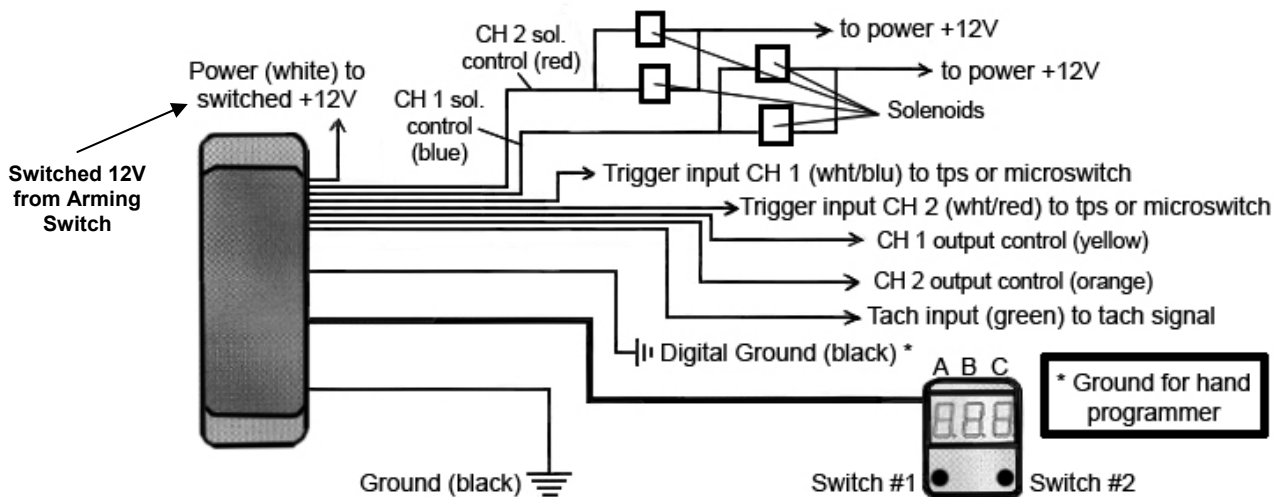 CH 2 sol.
control (red)
to power +12V
Power (white) to
switched +12V
to power +12V
CH 1 sol.
control
(blue)
Solenoids
Switched 12V
from Arming
Switch
Trigger input CH 1 (wht/blu) to tps or microswitch
Trigger input CH 2 (wht/red) to tps or microswitch
CH 1 output control (yellow)
CH 2 output control (orange)
Tach input (green) to tach signal
Digital Ground (black) *
A B C
* Ground for hand
programmer
8.8.8
Ground (black)
Switch #1
Switch #2